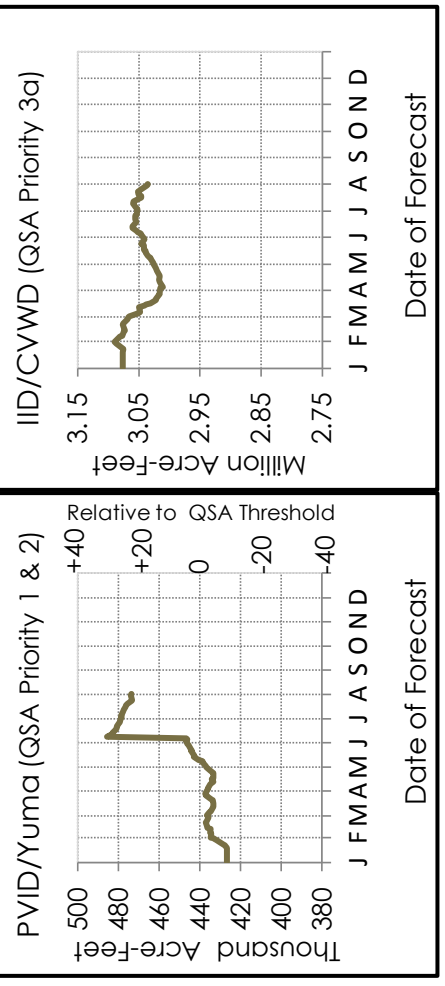 PVID/Yuma (QSA Priority 1 & 2)
Thousand Acre-Feet
500
480
460
440
420
400
380
Relative to QSA Threshold
+40
+20
0
-20
-40
J F M A M J J A S O N D
Date of Forecast
IID/CVWD (QSA Priority 3a)
Million Acre-Feet
3.15
3.05
2.95
2.85
2.75
J F M A M J J A S O N D
Date of Forecast